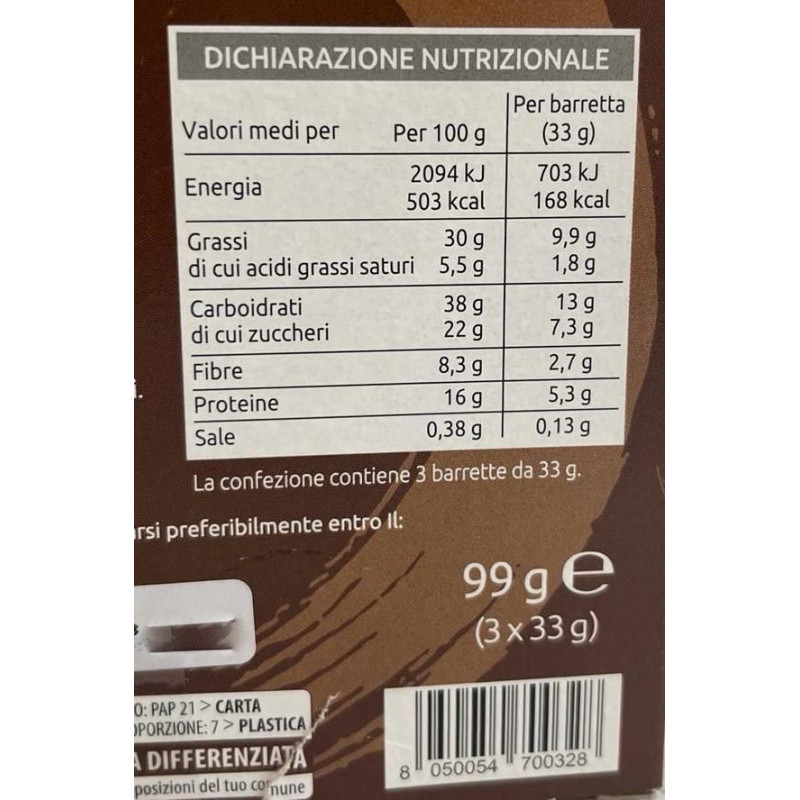 DICHIARAZIONE NUTRIZIONALE
Valori medi per Per 100 g Per barretta (33 g)
Energia 2094 kJ 703 kJ
503 kcal 168 kcal
Grassi 30 g 9,9 g
di cui acidi grassi saturi 5,5 g 1,8 g
Carboidrati 38 g 13 g
di cui zuccheri 22 g 7,3 g
Fibre 8,3 g 2,7 g
Proteine 16 g 5,3 g
Sale 0,38 g 0,13 g
La confezione contiene 3 barrette da 33 g.
rsi preferibilmente entro Il:
99 g e
(3 x 33 g)
O: PAP 21 > CARTA
PORZIONE: 7 > PLASTICA
A DIFFERENZIATA
posizioni del tuo comune
8 050054 700328